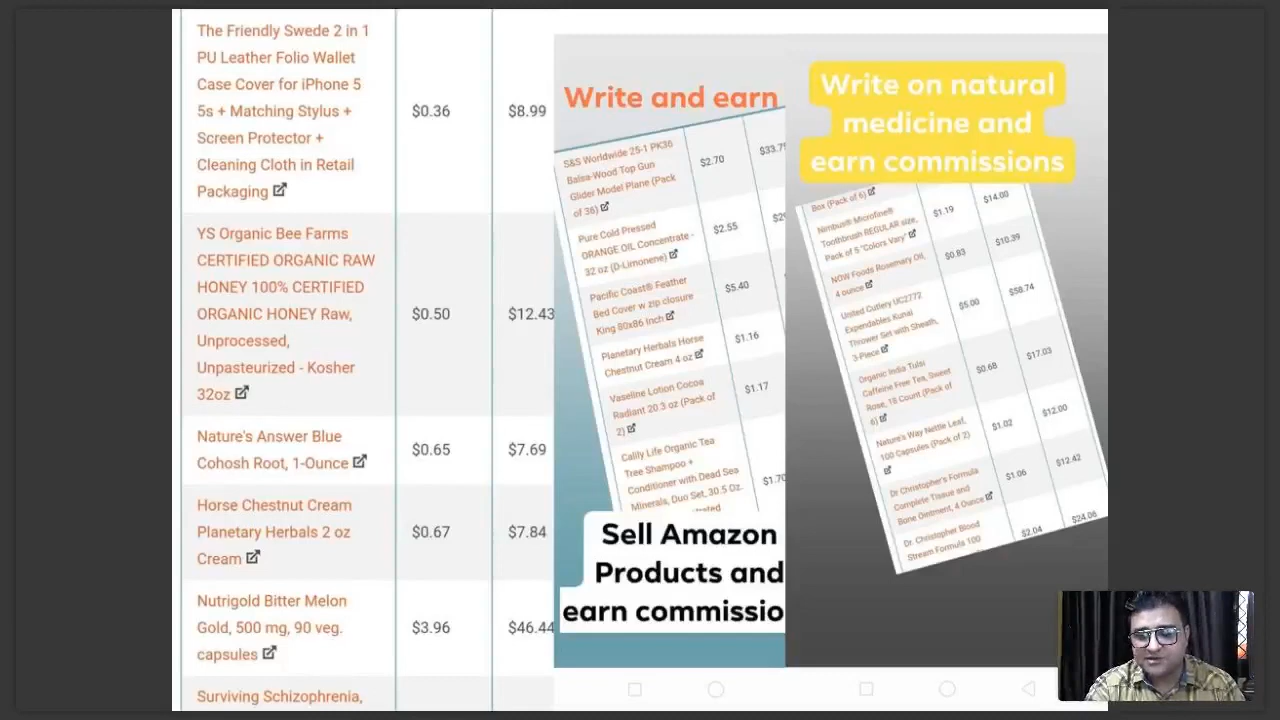 The Friendly Swede 2 in 1
PU Leather Folio Wallet
Case Cover for iPhone 5
5s + Matching Stylus +
Screen Protector +
Cleaning Cloth in Retail
Packaging
$0.36
$8.99
YS Organic Bee Farms
CERTIFIED ORGANIC RAW
HONEY 100% CERTIFIED
ORGANIC HONEY Raw,
Unprocessed,
Unpasteurized - Kosher
32oz
$0.50
$12.43
Nature's Answer Blue
Cohosh Root, 1-Ounce
$0.65
$7.69
Horse Chestnut Cream
Planetary Herbals 2 oz
Cream
$0.67
$7.84
Nutrigold Bitter Melon
Gold, 500 mg, 90 veg.
capsules
$3.96
$46.44
Surviving Schizophrenia,
Write and earn
S&S Worldwide 25-1 PK36
Balsa-Wood Top Gun
Glider Model Plane (Pack
of 36)
$2.70
$33.75
Pure Cold Pressed
ORANGE OIL Concentrate -
32 oz (D-Limonene)
$2.55
Pacific Coast® Feather
Bed Cover w zip closure
King 80x86 Inch
$5.40
Planetary Herbals Horse
Chestnut Cream 4 oz
$1.16
Vaseline Lotion Cocoa
Radiant 20.3 oz (Pack of
2)
$1.17
Calily Life Organic Tea
Tree Shampoo +
Conditioner with Dead Sea
Minerals, Duo Set, 30.5 Oz.
$1.70
Sell Amazon
Products and
earn commissio
Write on natural
medicine and
earn commissions
Box (Pack of 6)
Nimbus® Microfine®
Toothbrush REGULAR size,
Pack of 5 "Colors Vary"
$1.19
$14.00
NOW Foods Rosemary Oil,
4 ounce
$0.83
$10.39
United Cutlery UC2772
Expendables Kunai
Thrower Set with Sheath,
3-Piece
$5.00
$58.74
Organic India Tulsi
Caffeine Free Tea, Sweet
Rose, 18 Count (Pack of
6)
$0.68
$17.03
Nature's Way Nettle Leaf,
100 Capsules (Pack of 2)
$1.02
$12.00
Dr Christopher's Formula
Complete Tissue and
Bone Ointment, 4 Ounce
$1.06
$12.42
Dr. Christopher Blood
Stream Formula 100
$2.04
$24.06